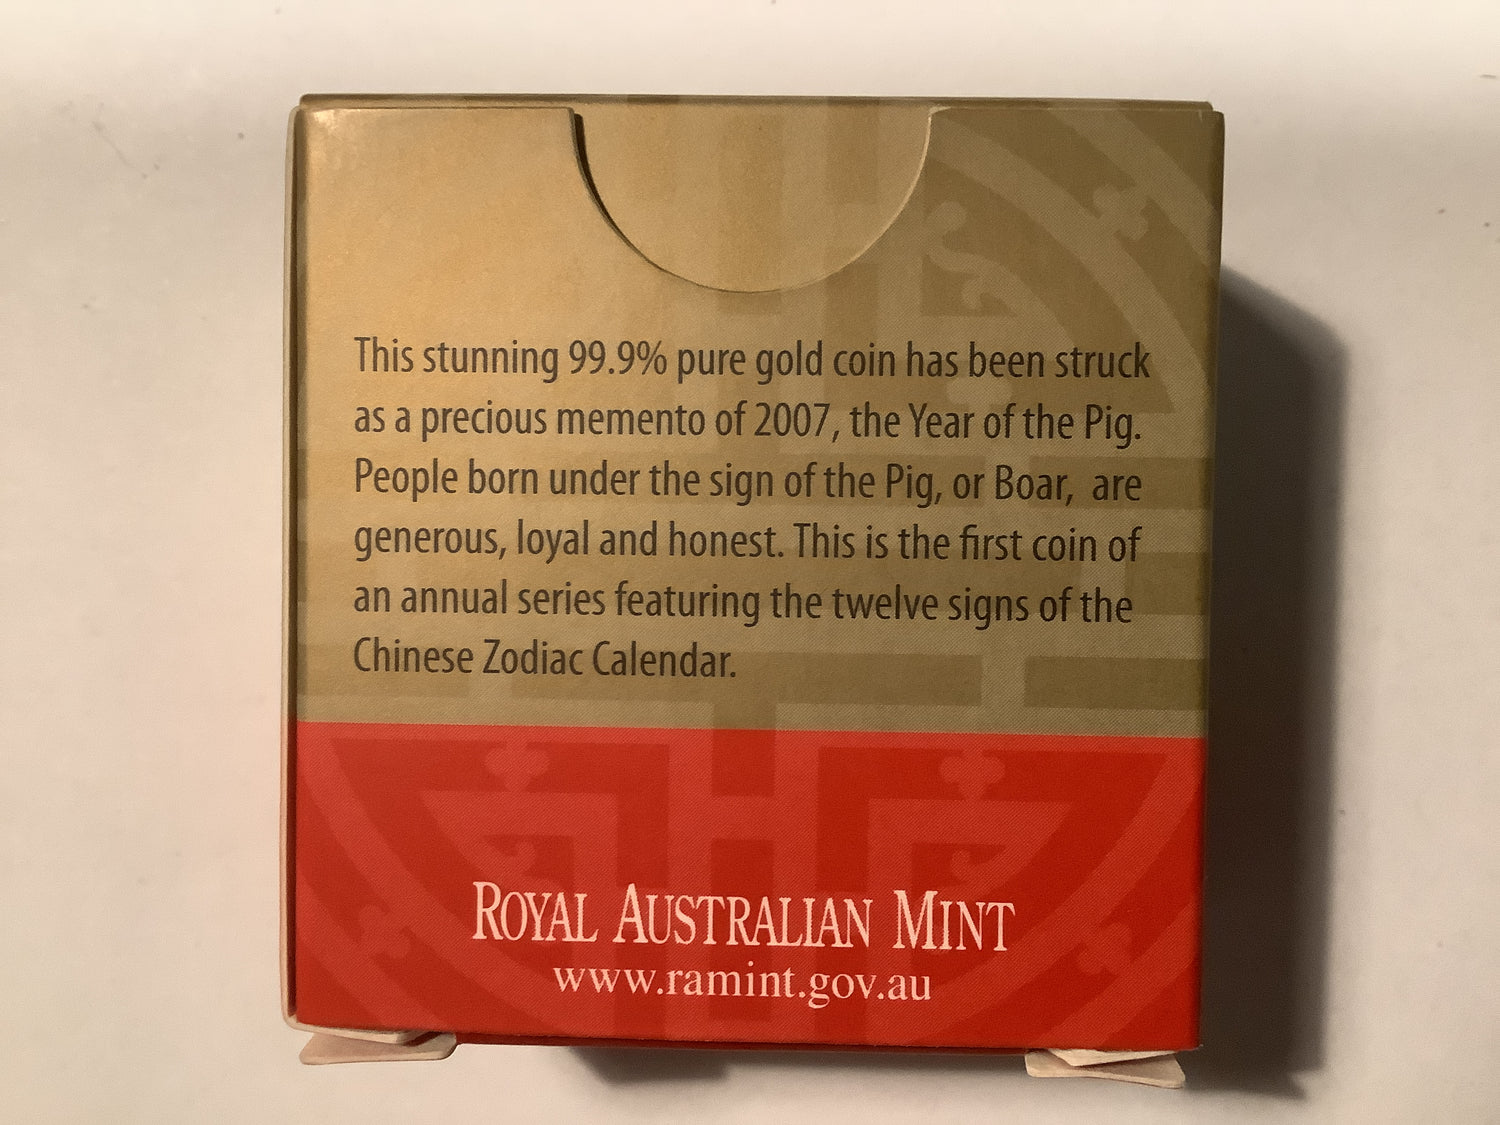 This stunning 99.9% pure gold coin has been struck
as a precious memento of 2007, the Year of the Pig.
People born under the sign of the Pig, or Boar,  are
generous, loyal and honest. This is the first coin of
an annual series featuring the twelve signs of the
Chinese Zodiac Calendar.
ROYAL AUSTRALIAN MINT
www.ramint.gov.au